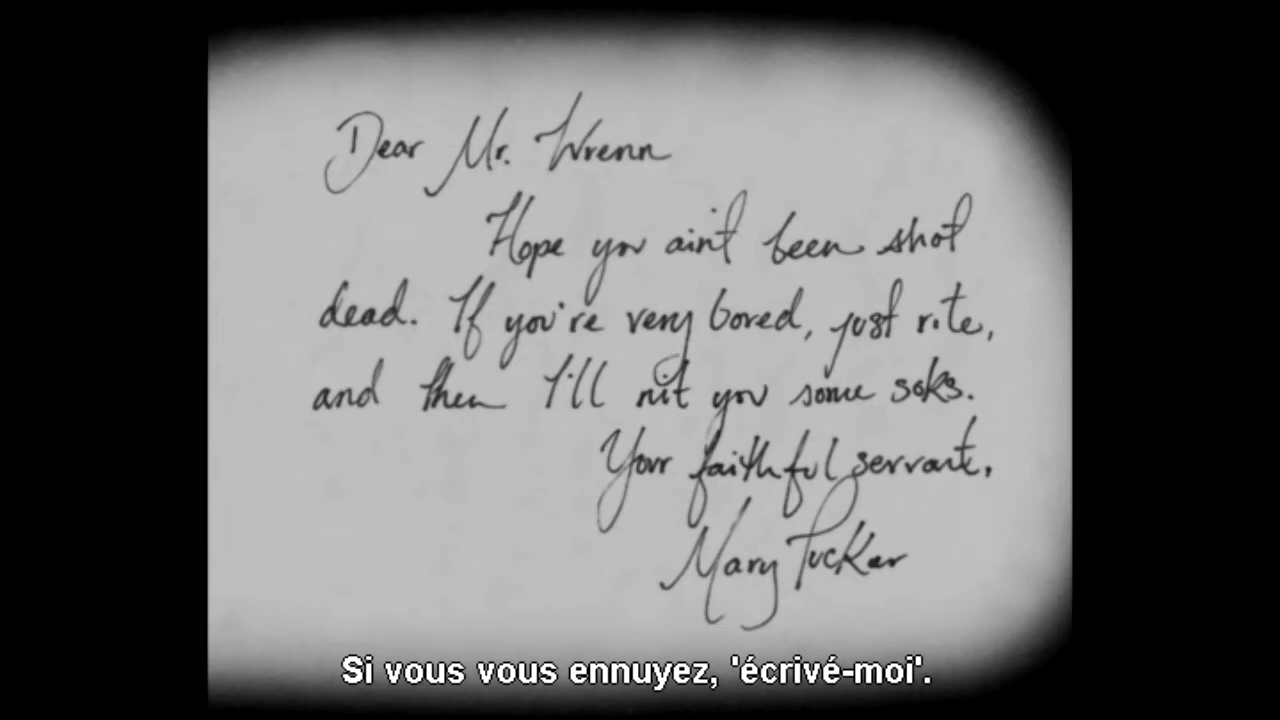 Dear Mr. Wrenn
Hope you ain't been shot
dead. If you're very bored, just rite,
and then I'll nit you some soks.
Your faithful servant,
Mary Tucker
Si vous vous ennuyez, 'écrivé-moi'.